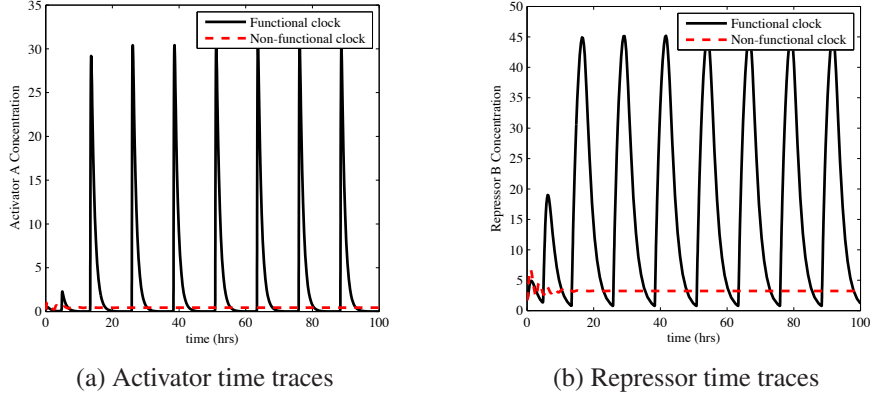 35
30
25
20
15
10
5
0
Activator A Concentration
Functional clock
Non-functional clock
0 20 40 60 80 100
time (hrs)
(a) Activator time traces
50
45
40
35
30
25
20
15
10
5
0
Repressor B Concentration
Functional clock
Non-functional clock
0 20 40 60 80 100
time (hrs)
(b) Repressor time traces